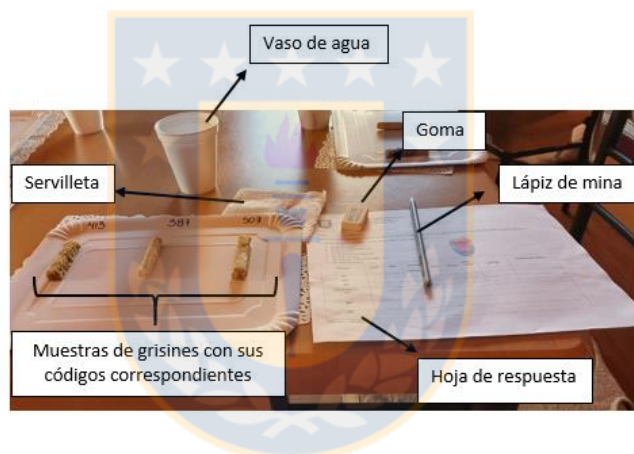 Vaso de agua
Goma
Servilleta
Lápiz de mina
413 587 507
Muestras de grisines con sus
códigos correspondientes
Hoja de respuesta